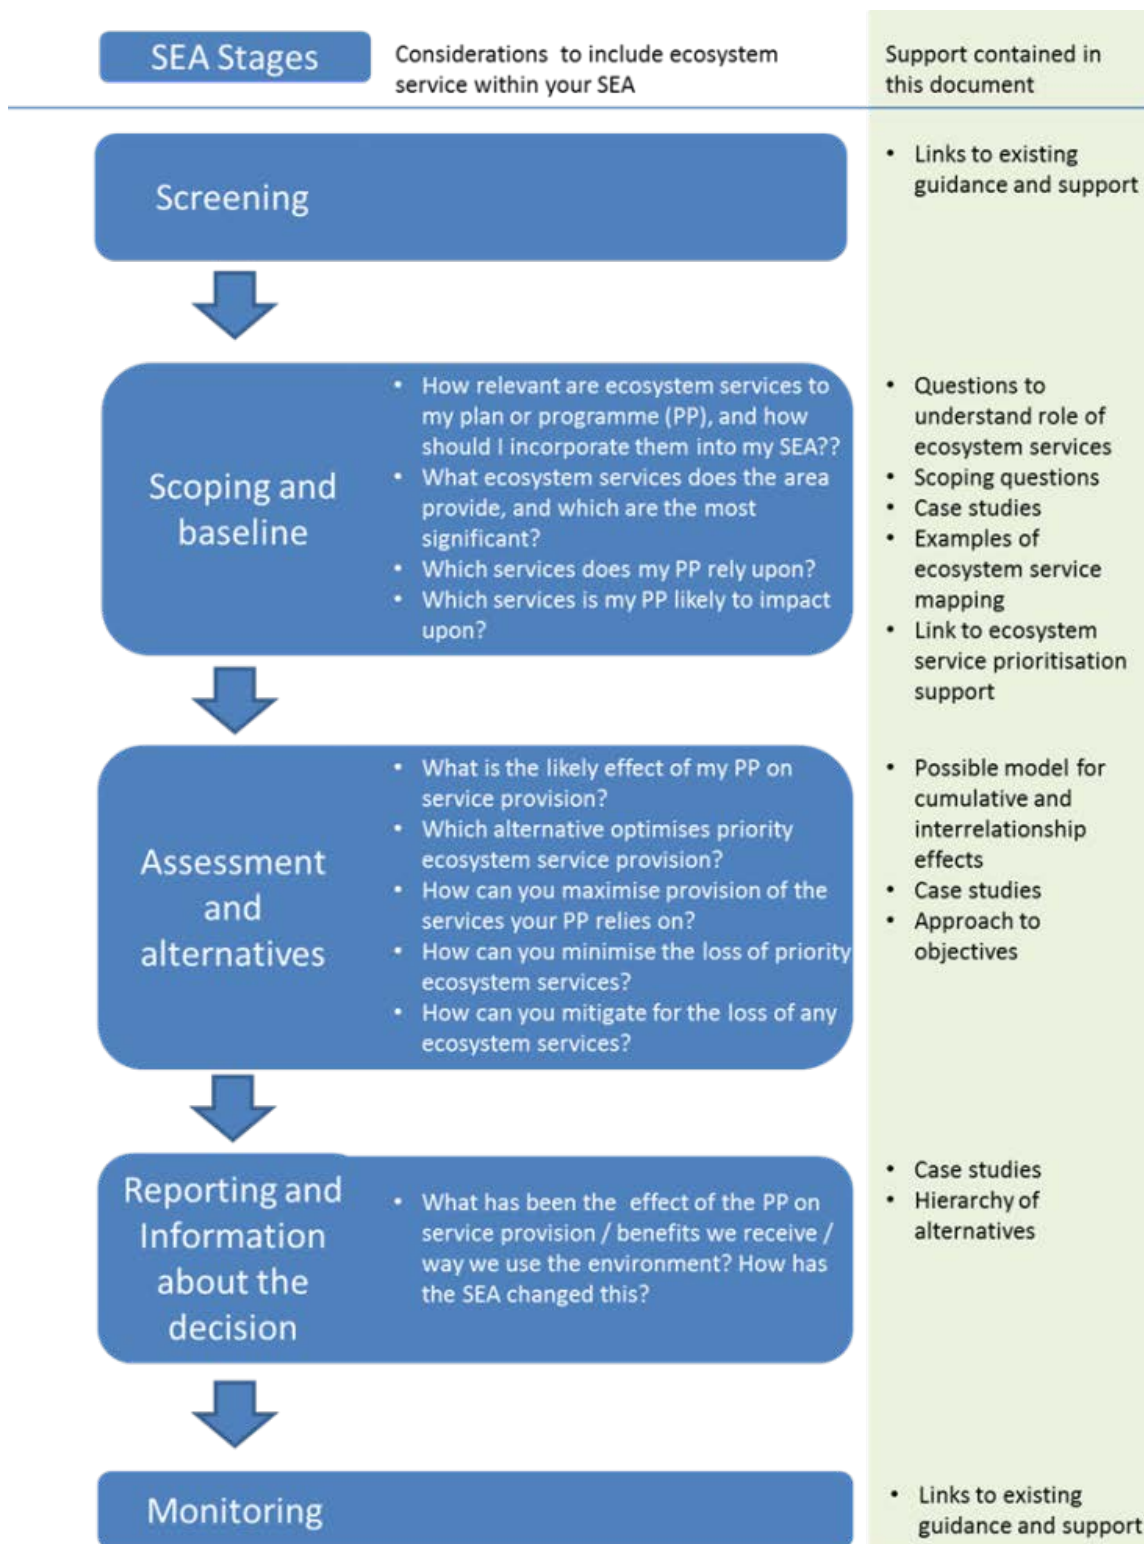 SEA Stages
Considerations to include ecosystem
service within your SEA
Support contained in
this document
Screening
• Links to existing
guidance and support
Scoping and
baseline
• How relevant are ecosystem services to
my plan or programme (PP), and how
should I incorporate them into my SEA??
• What ecosystem services does the area
provide, and which are the most
significant?
• Which services does my PP rely upon?
• Which services is my PP likely to impact
upon?
• Questions to
understand role of
ecosystem services
• Scoping questions
• Case studies
• Examples of
ecosystem service
mapping
• Link to ecosystem
service prioritisation
support
Assessment
and
alternatives
• What is the likely effect of my PP on
service provision?
• Which alternative optimises priority
ecosystem service provision?
• How can you maximise provision of the
services your PP relies on?
• How can you minimise the loss of priority
ecosystem services?
• How can you mitigate for the loss of any
ecosystem services?
• Possible model for
cumulative and
interrelationship
effects
• Case studies
• Approach to
objectives
Reporting and
Information
about the
decision
• What has been the effect of the PP on
service provision / benefits we receive /
way we use the environment? How has
the SEA changed this?
• Case studies
• Hierarchy of
alternatives
Monitoring
• Links to existing
guidance and support